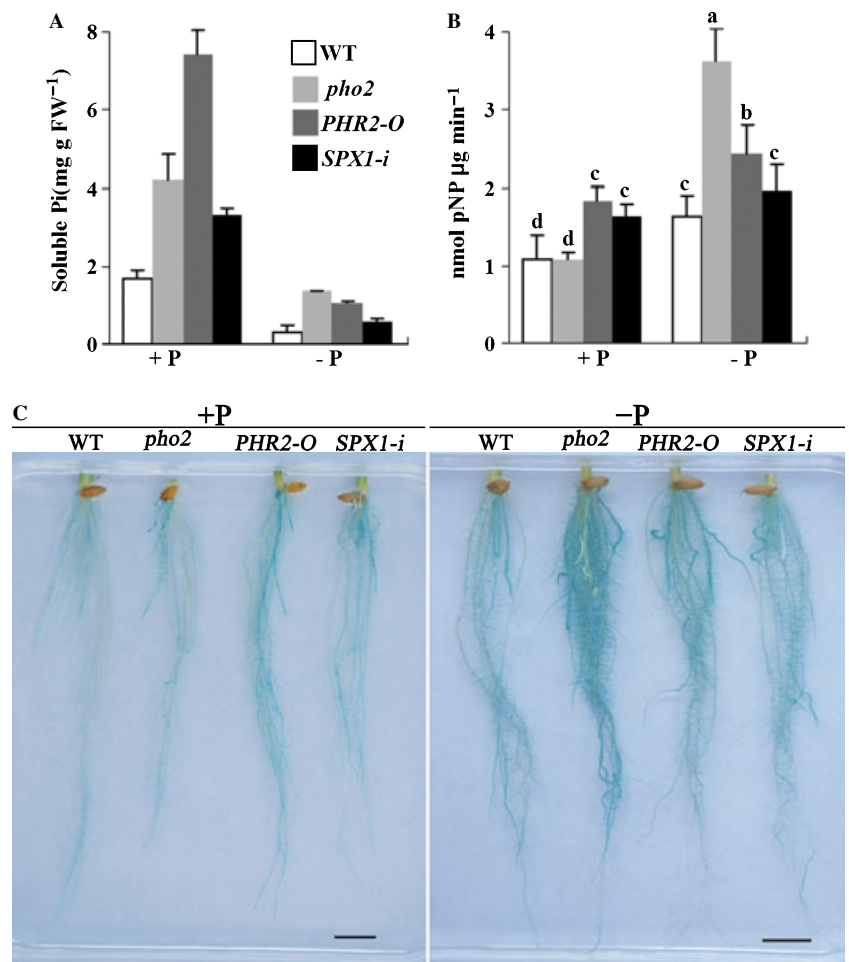 A
Soluble Pi(mg g FW⁻¹)
8
6
4
2
0
+ P
- P
WT
pho2
PHR2-O
SPX1-i
B
nmol pNP µg min⁻¹
4
3
2
1
0
d
d
c
c
c
a
b
c
+ P
- P
C
+P
−P
WT pho2 PHR2-O SPX1-i
WT pho2 PHR2-O SPX1-i